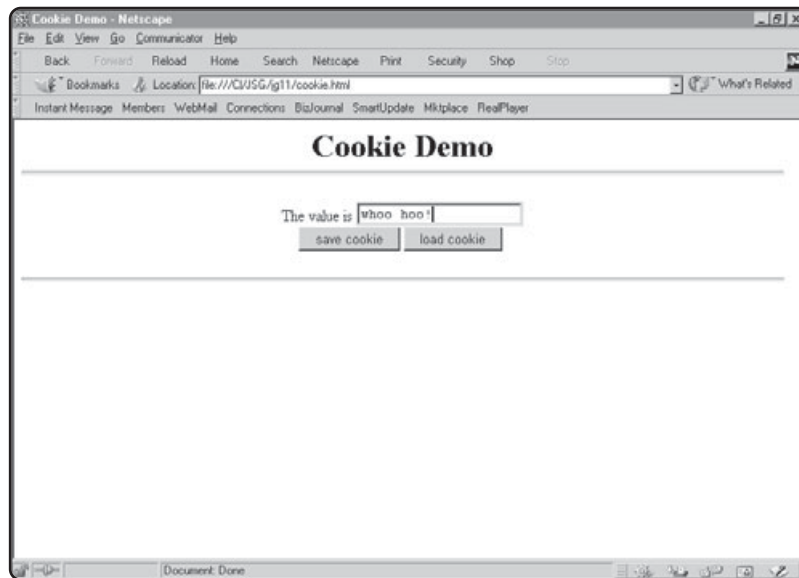 Cookie Demo - Netscape
File Edit View Go Communicator Help
Back Forward Reload Home Search Netscape Print Security Shop Stop
Bookmarks Location: file:///C|/JSG/jg11/cookie.html What's Related
Instant Message Members WebMail Connections BizJournal SmartUpdate Mktplace RealPlayer
Cookie Demo
The value is whoo hoo!
save cookie load cookie
Document: Done